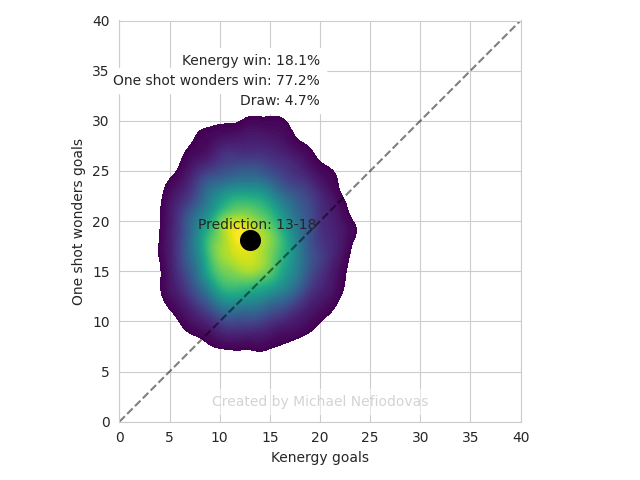 40
35
30
25
20
15
10
5
0
One shot wonders goals
Kenergy win: 18.1%
One shot wonders win: 77.2%
Draw: 4.7%
Prediction: 13-18
Created by Michael Nefiodovas
0 5 10 15 20 25 30 35 40
Kenergy goals